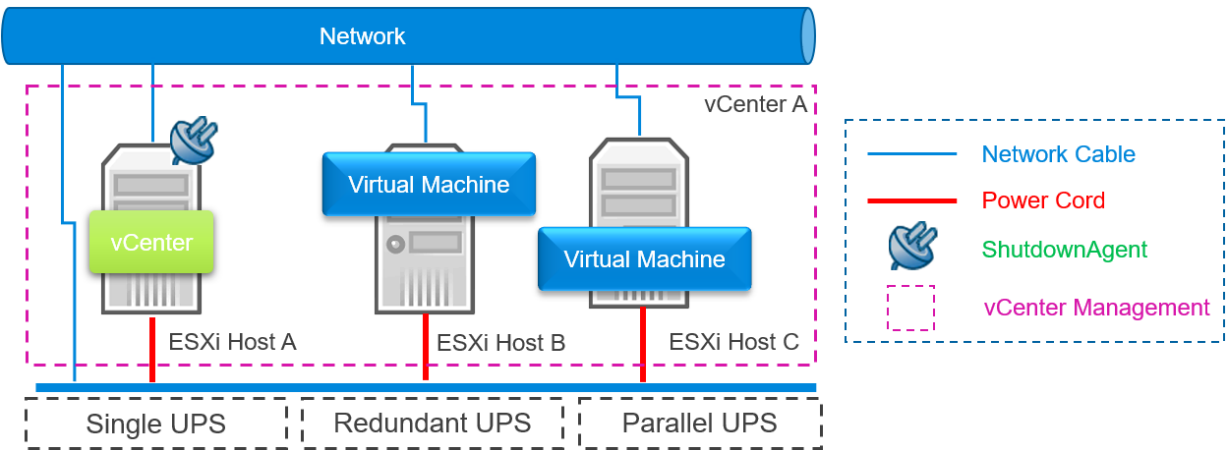 Network
vCenter A
Virtual Machine
vCenter
Virtual Machine
ESXi Host A
ESXi Host B
ESXi Host C
Single UPS
Redundant UPS
Parallel UPS
Network Cable
Power Cord
ShutdownAgent
vCenter Management